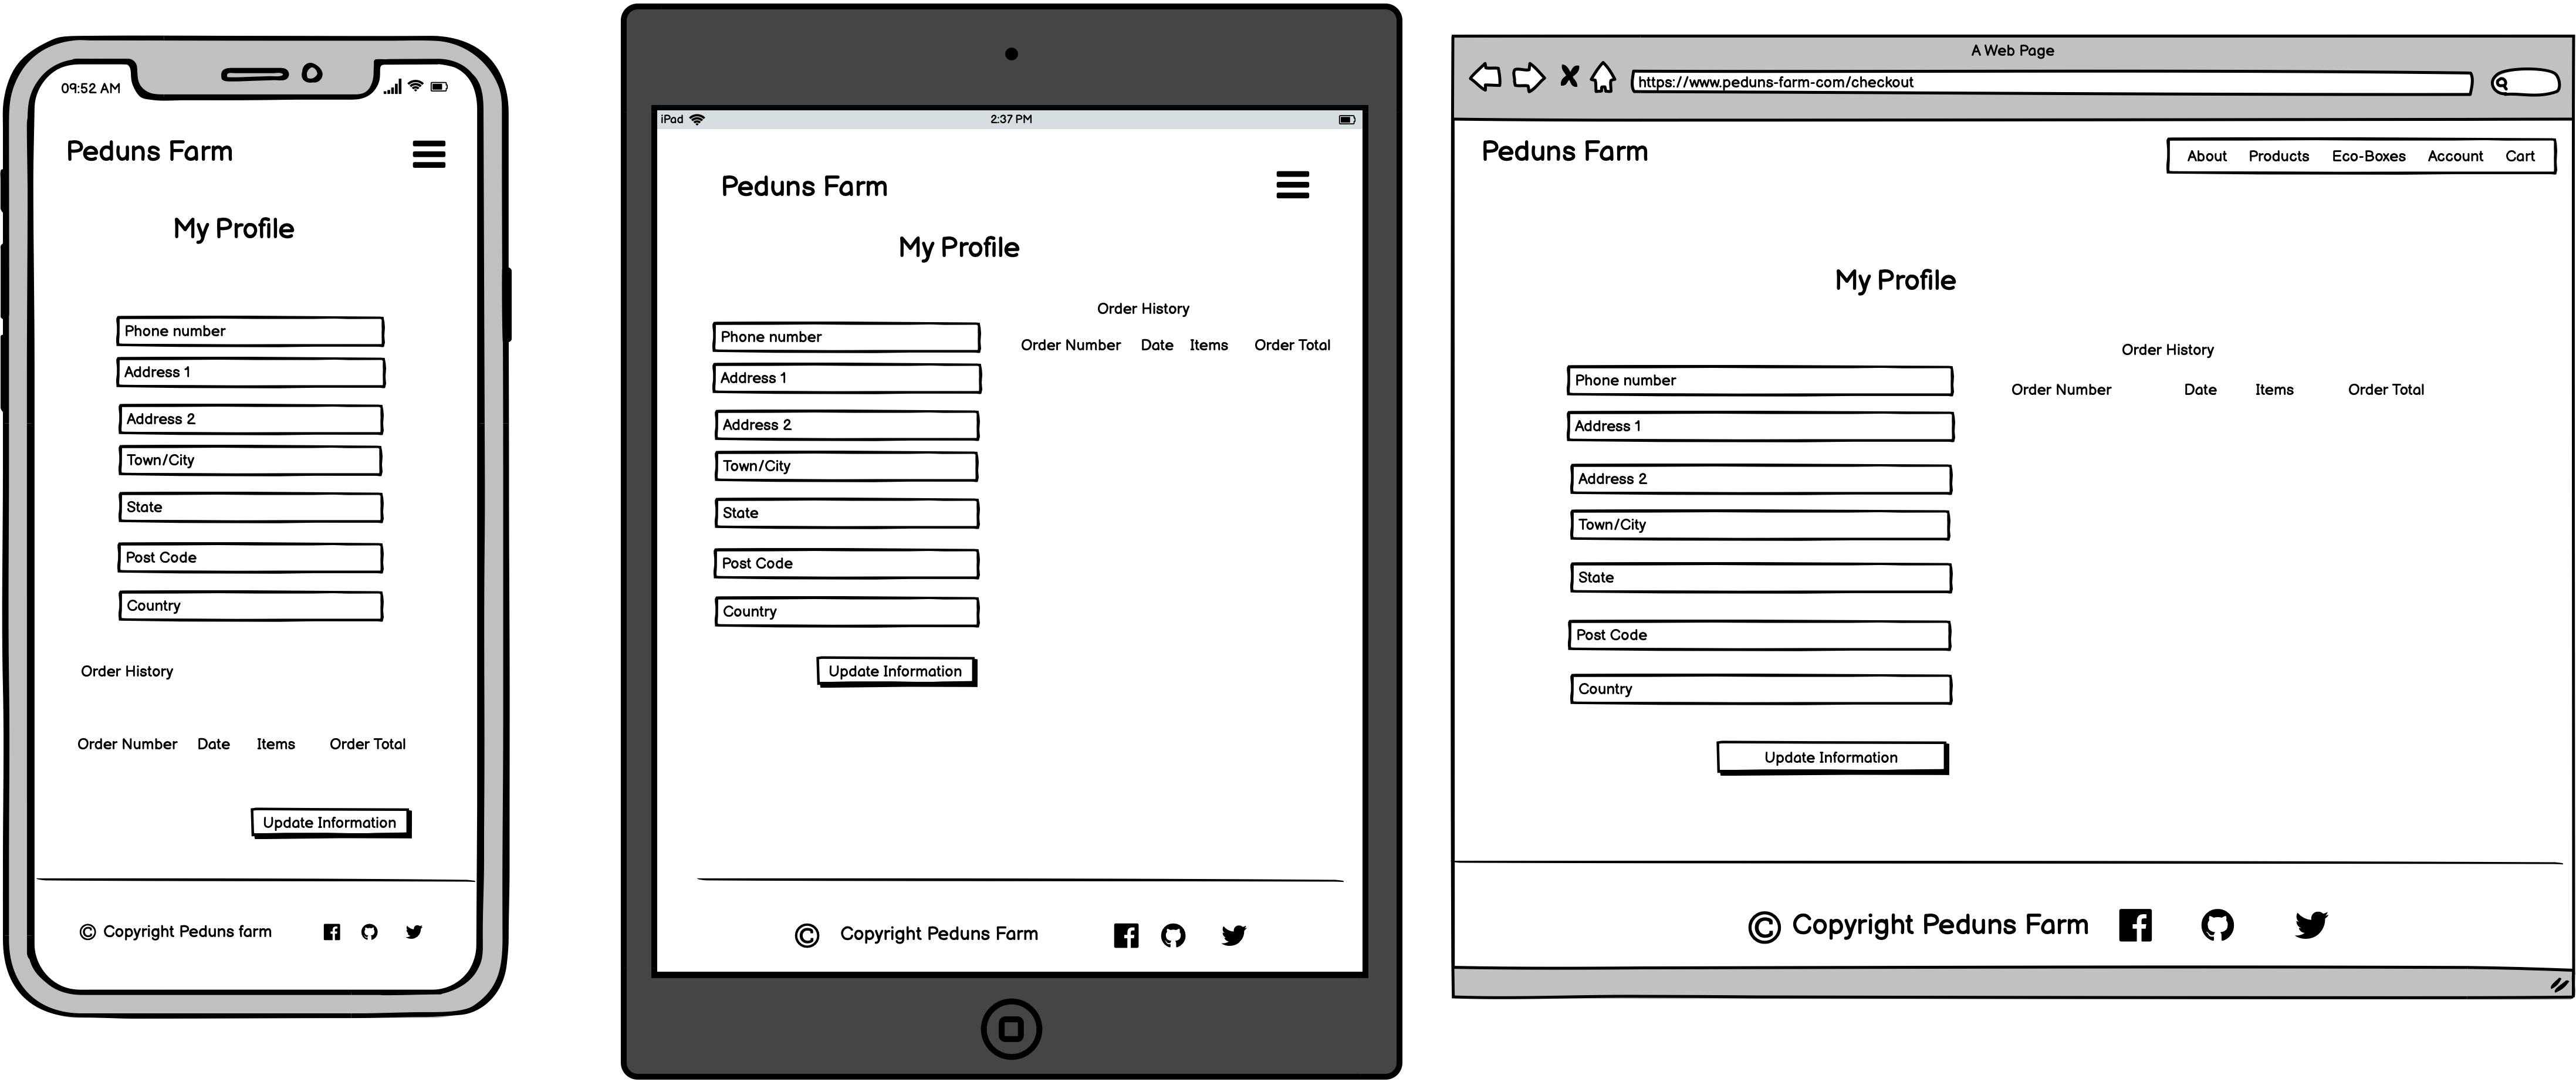 09:52 AM
Peduns Farm
My Profile
Phone number
Address 1
Address 2
Town/City
State
Post Code
Country
Order History
Order Number Date Items Order Total
Update Information
© Copyright Peduns farm
iPad 2:37 PM
Peduns Farm
My Profile
Order History
Order Number Date Items Order Total
Phone number
Address 1
Address 2
Town/City
State
Post Code
Country
Update Information
© Copyright Peduns Farm
A Web Page
https://www.peduns-farm-com/checkout
Peduns Farm
About Products Eco-Boxes Account Cart
My Profile
Order History
Order Number Date Items Order Total
Phone number
Address 1
Address 2
Town/City
State
Post Code
Country
Update Information
© Copyright Peduns Farm